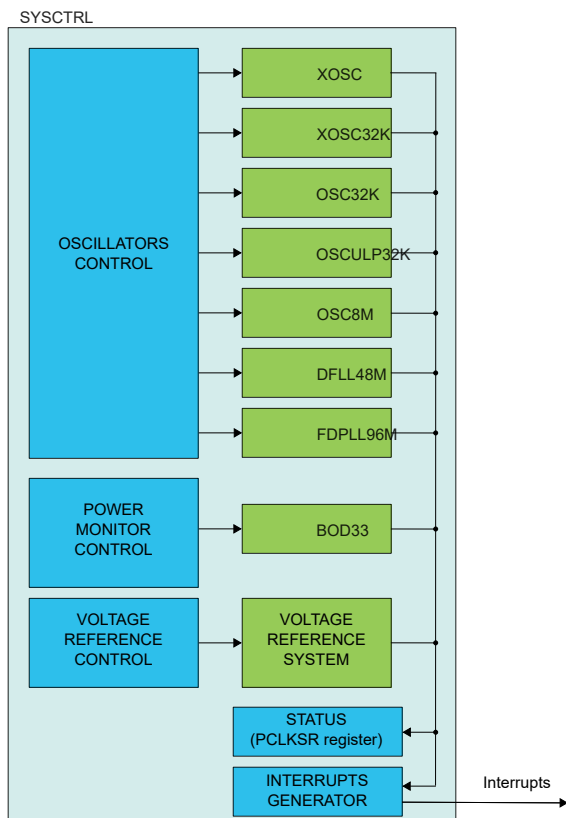 SYSCTRL
OSCILLATORS
CONTROL
XOSC
XOSC32K
OSC32K
OSCULP32K
OSC8M
DFLL48M
FDPLL96M
POWER
MONITOR
CONTROL
BOD33
VOLTAGE
REFERENCE
CONTROL
VOLTAGE
REFERENCE
SYSTEM
STATUS
(PCLKSR register)
INTERRUPTS
GENERATOR
Interrupts